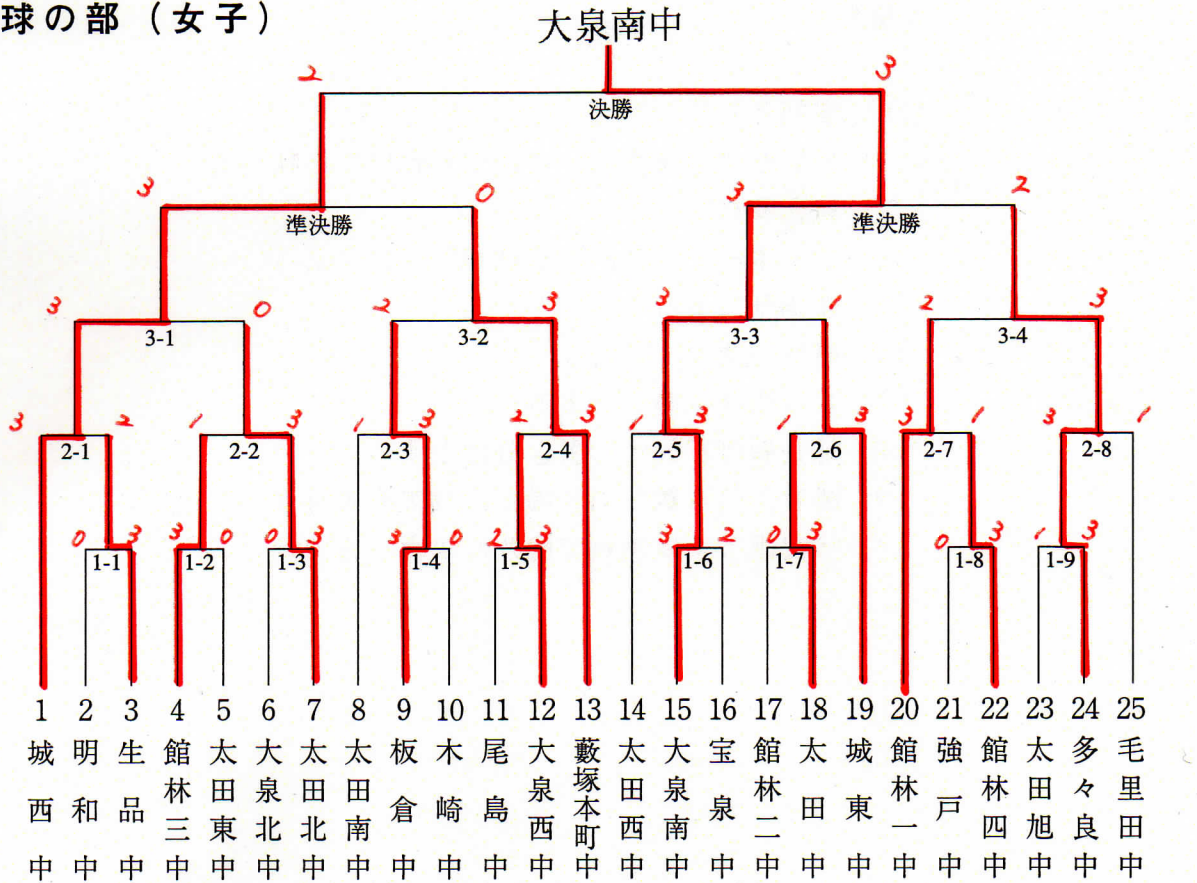 球の部（女子）
大泉南中
2 3
決勝
3 0 3 2
準決勝 準決勝
3 0 2 3 3 1 2 3
3-1 3-2 3-3 3-4
3 2 1 3 1 3 2 3 1 3 1 3 3 1 3 1
2-1 2-2 2-3 2-4 2-5 2-6 2-7 2-8
0 3 3 0 0 3 3 0 2 3 3 2 0 3 0 3 1 3
1-1 1-2 1-3 1-4 1-5 1-6 1-7 1-8 1-9
1 2 3 4 5 6 7 8 9 10 11 12 13 14 15 16 17 18 19 20 21 22 23 24 25
城西中
明和中
生品中
館林三中
太田東中
大泉北中
太田北中
太田南中
板倉中
木崎中
尾島中
大泉西中
藪塚本町中
太田西中
大泉南中
宝泉中
館林二中
太田中
城東中
館林一中
強戸中
館林四中
太田旭中
多々良中
毛里田中